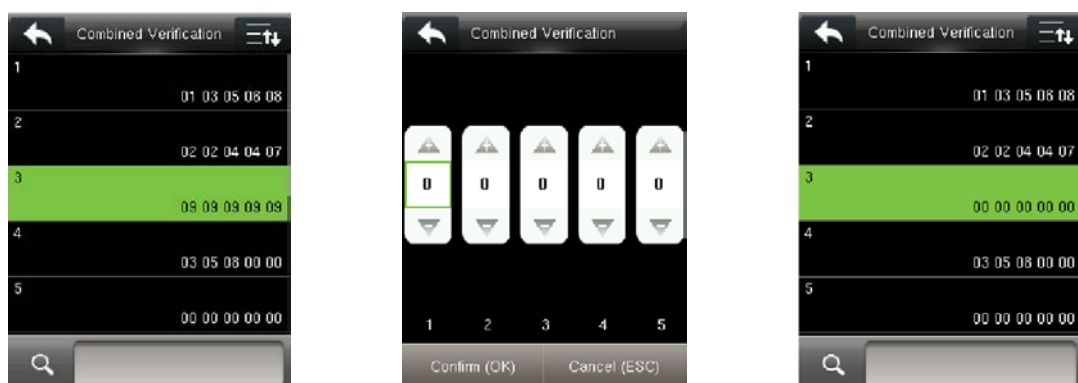 Combined Verification
1
01 03 05 06 08
2
02 02 04 04 07
3
09 09 09 09 09
4
03 05 08 00 00
5
00 00 00 00 00
Combined Verification
0 0 0 0 0
1 2 3 4 5
Confirm (OK) Cancel (ESC)
Combined Verification
1
01 03 05 06 08
2
02 02 04 04 07
3
00 00 00 00 00
4
03 05 08 00 00
5
00 00 00 00 00